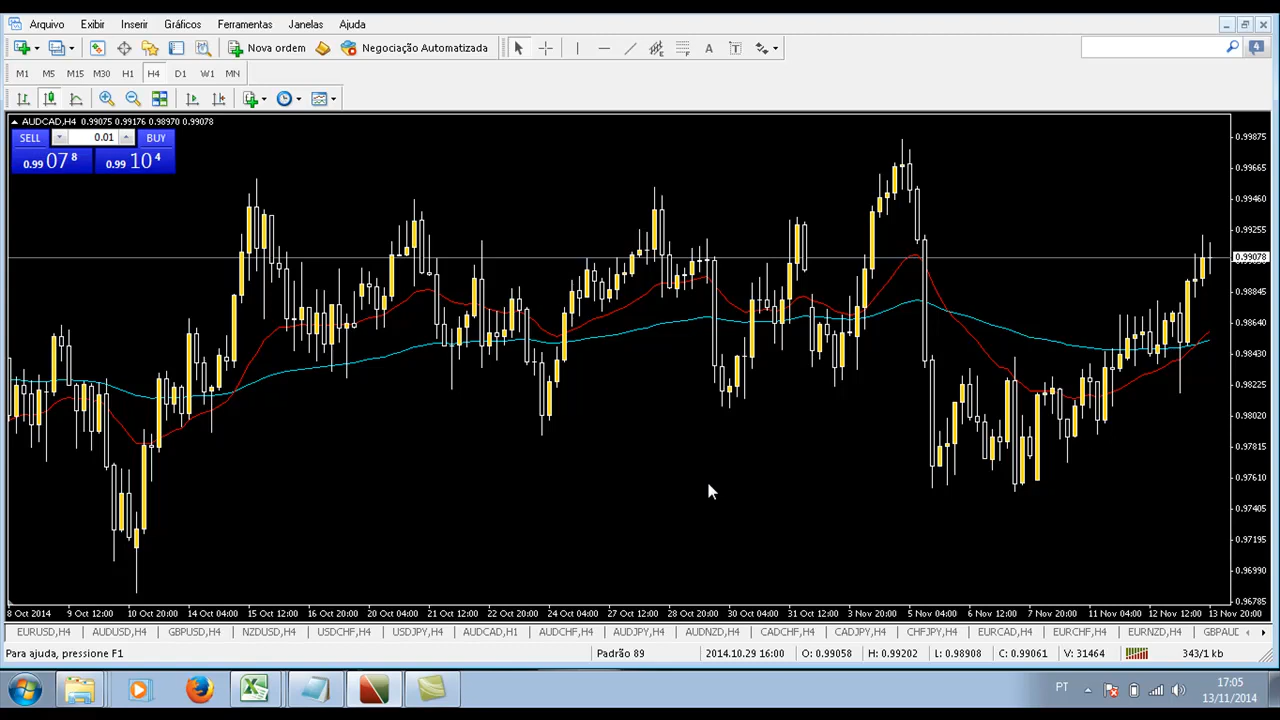 Arquivo Exibir Inserir Gráficos Ferramentas Janelas Ajuda
Nova ordem Negociação Automatizada A T 4
M1 M5 M15 M30 H1 H4 D1 W1 MN
AUDCAD,H4 0.99075 0.99176 0.98970 0.99078
SELL 0.01 BUY
0.99 07 8 0.99 10 4
0.99875
0.99665
0.99460
0.99255
0.99078
0.98845
0.98640
0.98430
0.98225
0.98020
0.97815
0.97610
0.97405
0.97195
0.96990
0.96785
8 Oct 2014 9 Oct 12:00 10 Oct 20:00 14 Oct 04:00 15 Oct 12:00 16 Oct 20:00 20 Oct 04:00 21 Oct 12:00 22 Oct 20:00 24 Oct 04:00 27 Oct 12:00 28 Oct 20:00 30 Oct 04:00 31 Oct 12:00 3 Nov 20:00 5 Nov 04:00 6 Nov 12:00 7 Nov 20:00 11 Nov 04:00 12 Nov 12:00 13 Nov 20:00
EURUSD,H4 AUDUSD,H4 GBPUSD,H4 NZDUSD,H4 USDCHF,H4 USDJPY,H4 AUDCAD,H1 AUDCHF,H4 AUDJPY,H4 AUDNZD,H4 CADCHF,H4 CADJPY,H4 CHFJPY,H4 EURCAD,H4 EURCHF,H4 EURNZD,H4 GBPAUD
Para ajuda, pressione F1 Padrão 89 2014.10.29 16:00 O: 0.99058 H: 0.99202 L: 0.98908 C: 0.99061 V: 31464 343/1 kb
PT 17:05
13/11/2014